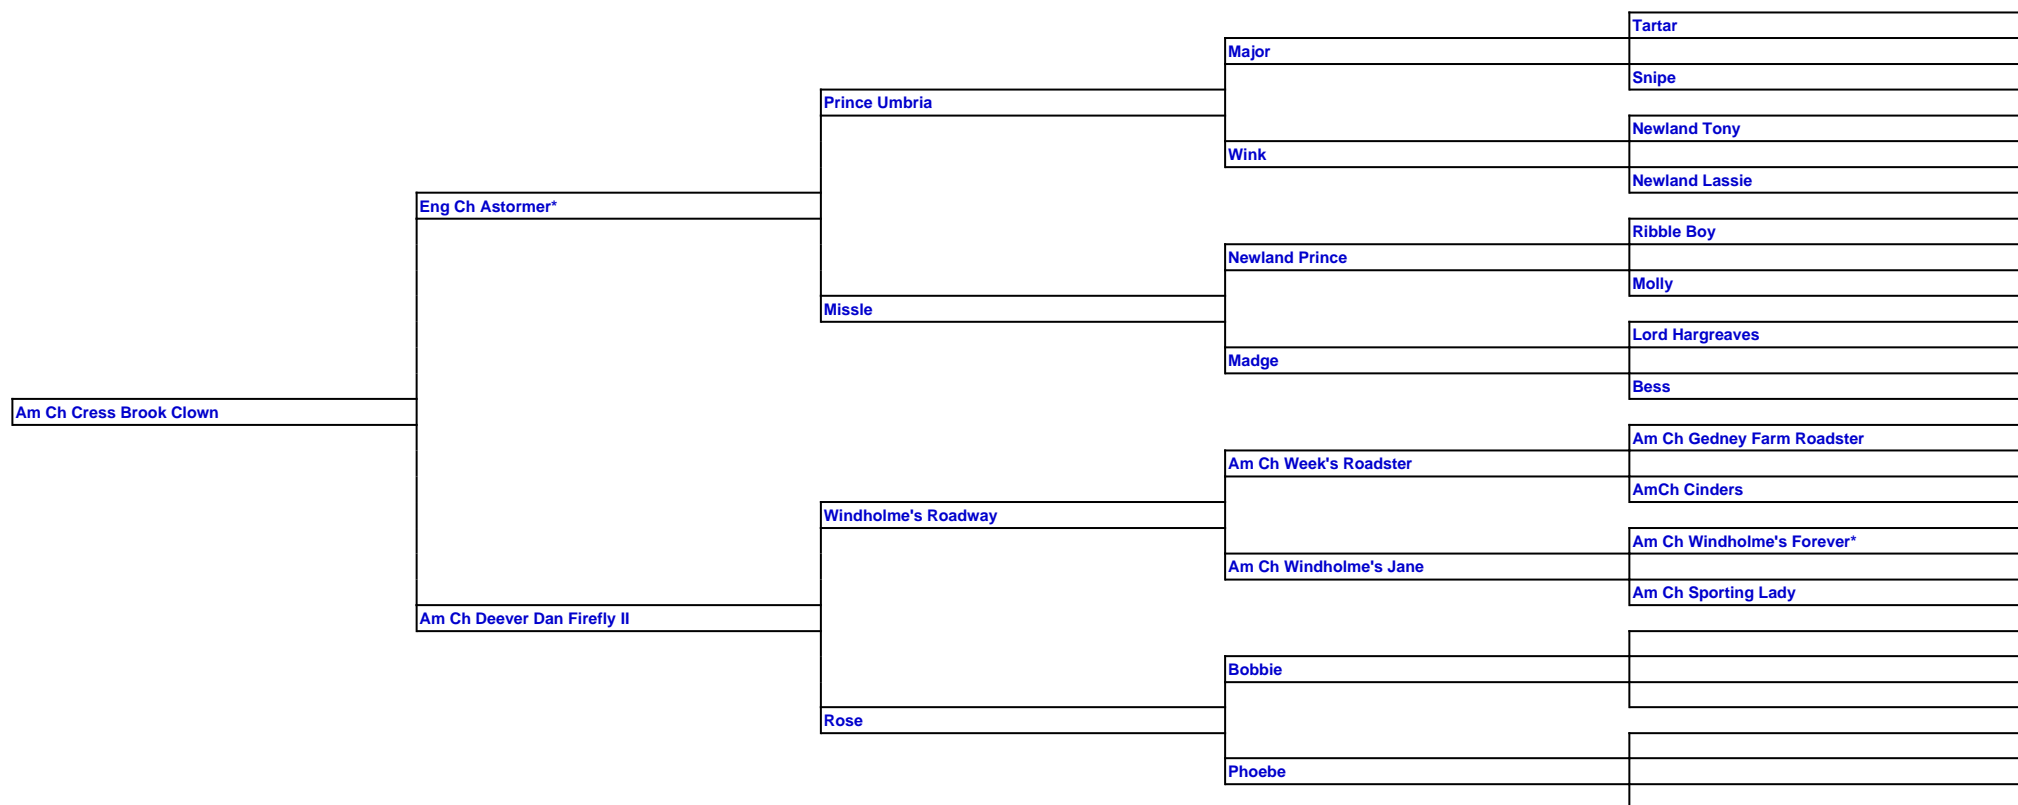 Tartar
Major
Snipe
Prince Umbria
Newland Tony
Wink
Newland Lassie
Eng Ch Astormer*
Ribble Boy
Newland Prince
Molly
Missle
Lord Hargreaves
Madge
Bess
Am Ch Cress Brook Clown
Am Ch Gedney Farm Roadster
Am Ch Week's Roadster
AmCh Cinders
Windholme's Roadway
Am Ch Windholme's Forever*
Am Ch Windholme's Jane
Am Ch Sporting Lady
Am Ch Deever Dan Firefly II
Bobbie
Rose
Phoebe